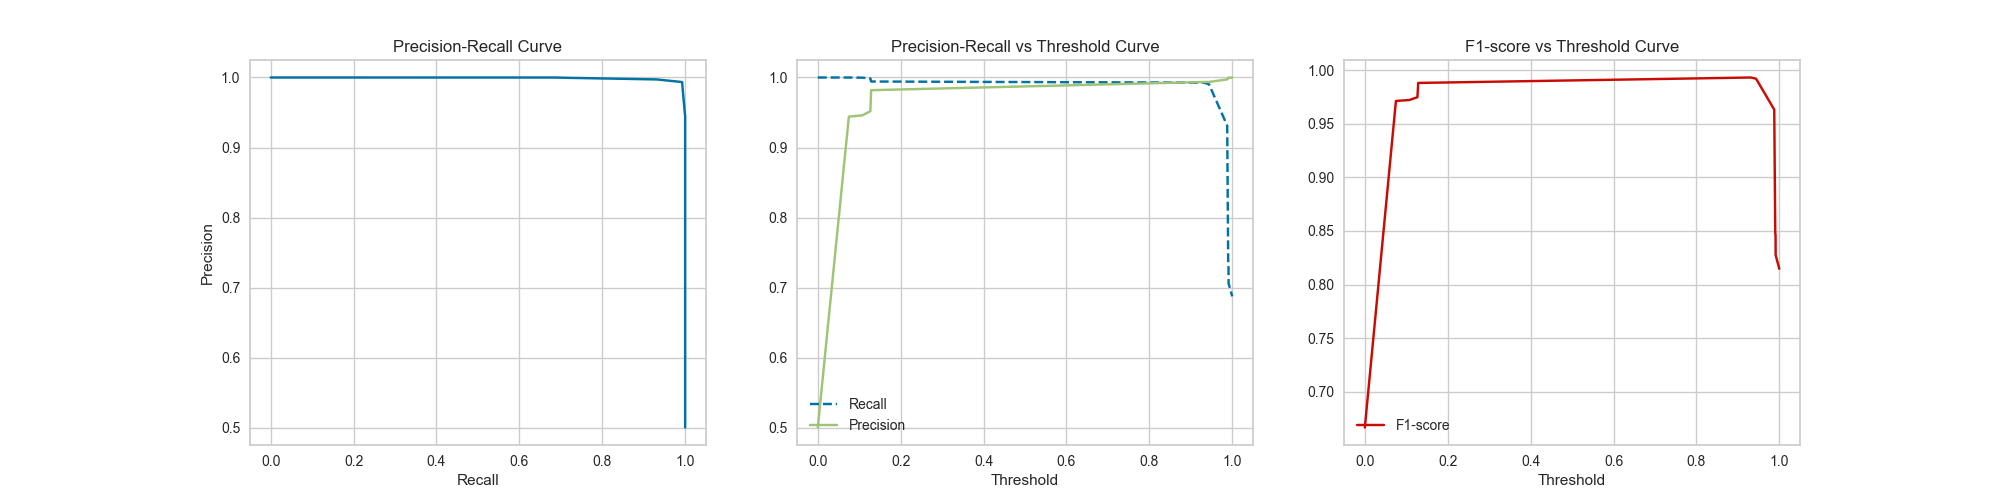 Precision-Recall Curve
1.0
0.9
0.8
0.7
0.6
0.5
Precision
0.0 0.2 0.4 0.6 0.8 1.0
Recall
Precision-Recall vs Threshold Curve
1.0
0.9
0.8
0.7
0.6
0.5
Recall
Precision
0.0 0.2 0.4 0.6 0.8 1.0
Threshold
F1-score vs Threshold Curve
1.00
0.95
0.90
0.85
0.80
0.75
0.70
F1-score
0.0 0.2 0.4 0.6 0.8 1.0
Threshold